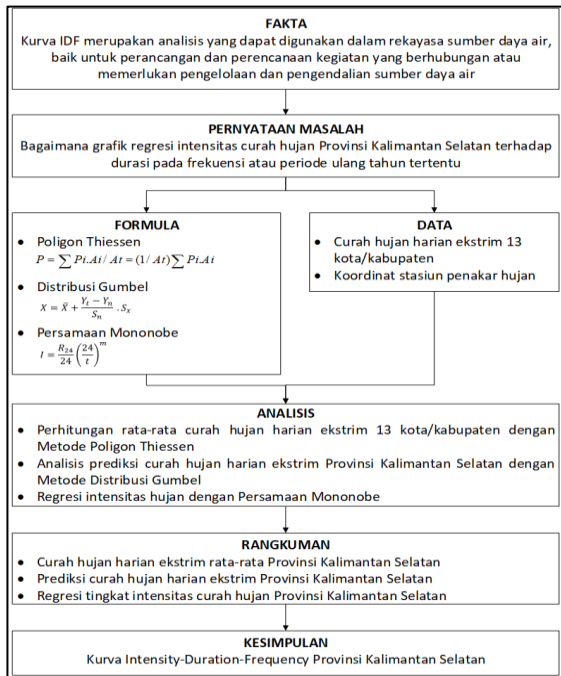 FAKTA
Kurva IDF merupakan analisis yang dapat digunakan dalam rekayasa sumber daya air,
baik untuk perancangan dan perencanaan kegiatan yang berhubungan atau
memerlukan pengelolaan dan pengendalian sumber daya air
PERNYATAAN MASALAH
Bagaimana grafik regresi intensitas curah hujan Provinsi Kalimantan Selatan terhadap
durasi pada frekuensi atau periode ulang tahun tertentu
FORMULA
• Poligon Thiessen
P = ∑ Pi.Ai / At = (1/ At)∑ Pi.Ai
• Distribusi Gumbel
X = X̄ + (Y_t − Y_n)/S_n . S_x
• Persamaan Mononobe
I = R_24/24 (24/t)^m
DATA
• Curah hujan harian ekstrim 13
kota/kabupaten
• Koordinat stasiun penakar hujan
ANALISIS
• Perhitungan rata-rata curah hujan harian ekstrim 13 kota/kabupaten dengan
Metode Poligon Thiessen
• Analisis prediksi curah hujan harian ekstrim Provinsi Kalimantan Selatan dengan
Metode Distribusi Gumbel
• Regresi intensitas hujan dengan Persamaan Mononobe
RANGKUMAN
• Curah hujan harian ekstrim rata-rata Provinsi Kalimantan Selatan
• Prediksi curah hujan harian ekstrim Provinsi Kalimantan Selatan
• Regresi tingkat intensitas curah hujan Provinsi Kalimantan Selatan
KESIMPULAN
Kurva Intensity-Duration-Frequency Provinsi Kalimantan Selatan